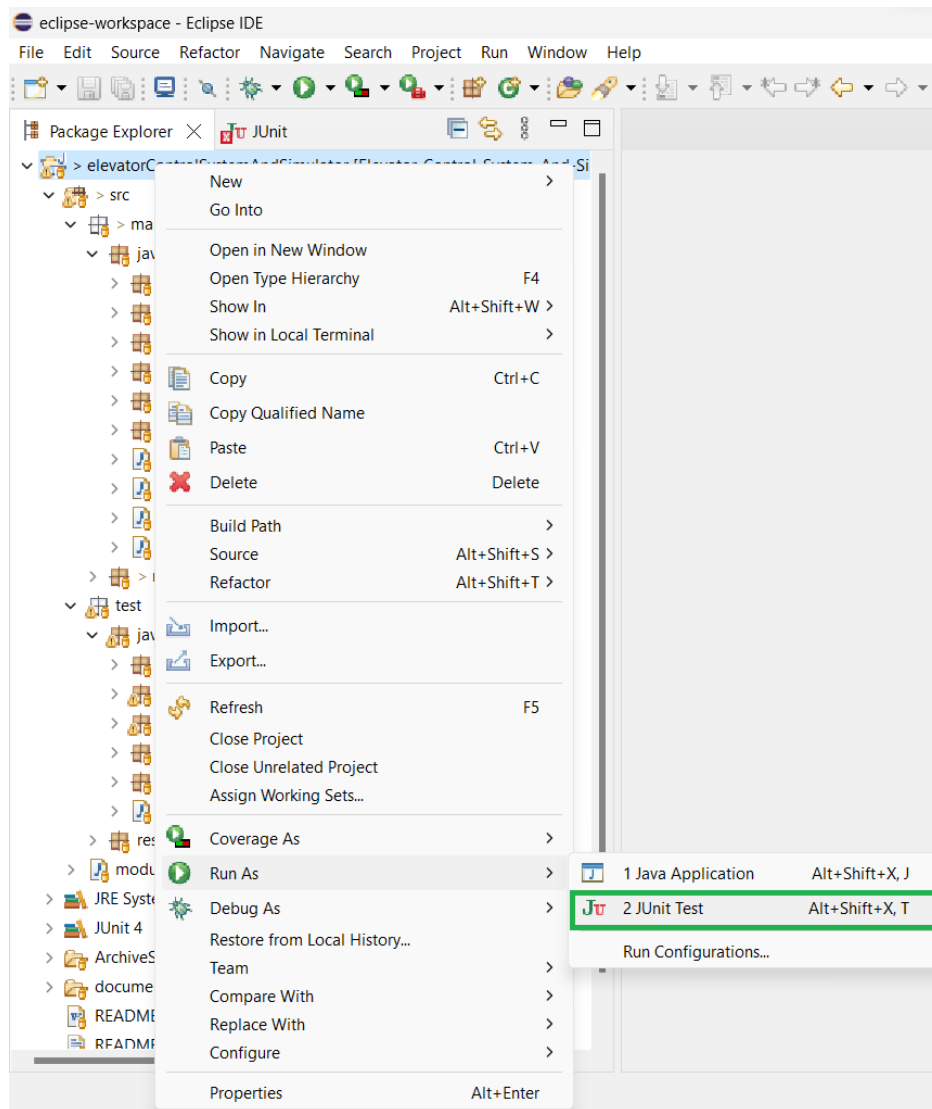 eclipse-workspace - Eclipse IDE
File Edit Source Refactor Navigate Search Project Run Window Help
Package Explorer JUnit
> elevatorControlSystemAndSimulator [Elevator-Control-System-And-Si
> src
> ma
jav
test
jav
res
modu
JRE Syste
JUnit 4
ArchiveS
docume
README
README
New
Go Into
Open in New Window
Open Type Hierarchy F4
Show In Alt+Shift+W >
Show in Local Terminal
Copy Ctrl+C
Copy Qualified Name
Paste Ctrl+V
Delete Delete
Build Path
Source Alt+Shift+S >
Refactor Alt+Shift+T >
Import...
Export...
Refresh F5
Close Project
Close Unrelated Project
Assign Working Sets...
Coverage As
Run As
Debug As
Restore from Local History...
Team
Compare With
Replace With
Configure
Properties Alt+Enter
1 Java Application Alt+Shift+X, J
2 JUnit Test Alt+Shift+X, T
Run Configurations...